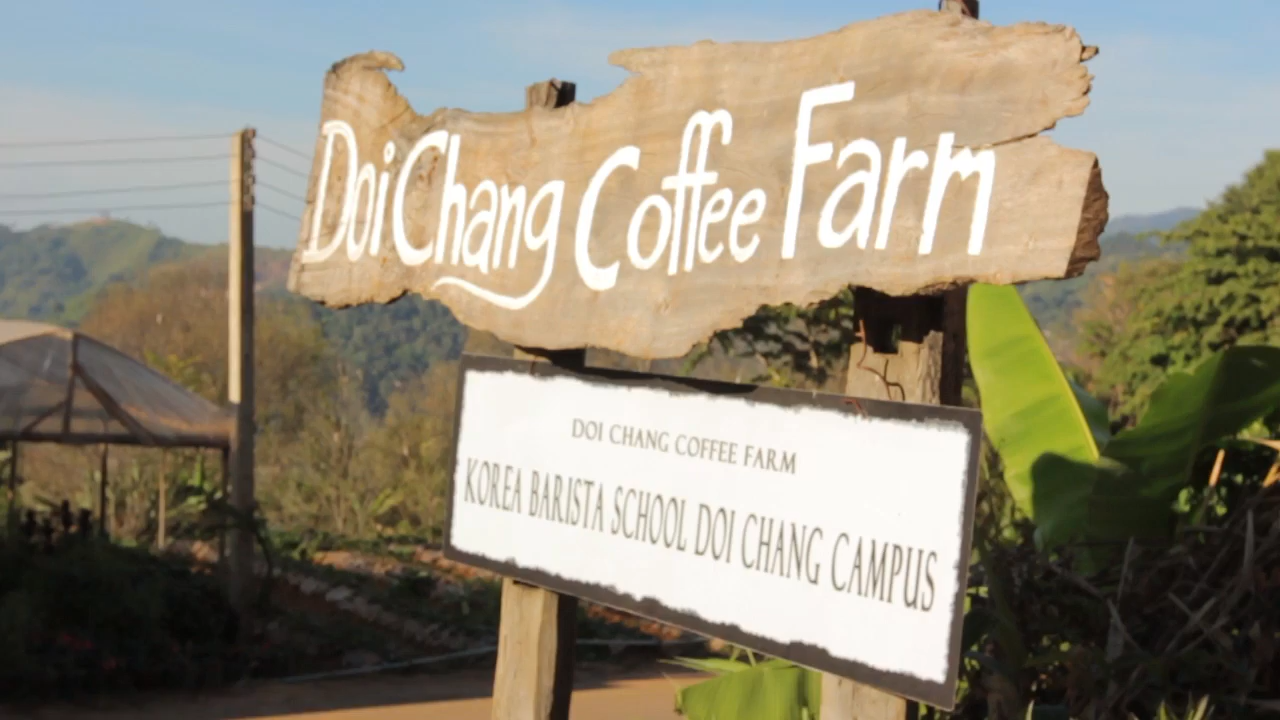 Doi Chang Coffee Farm
DOI CHANG COFFEE FARM
KOREA BARISTA SCHOOL DOI CHANG CAMPUS